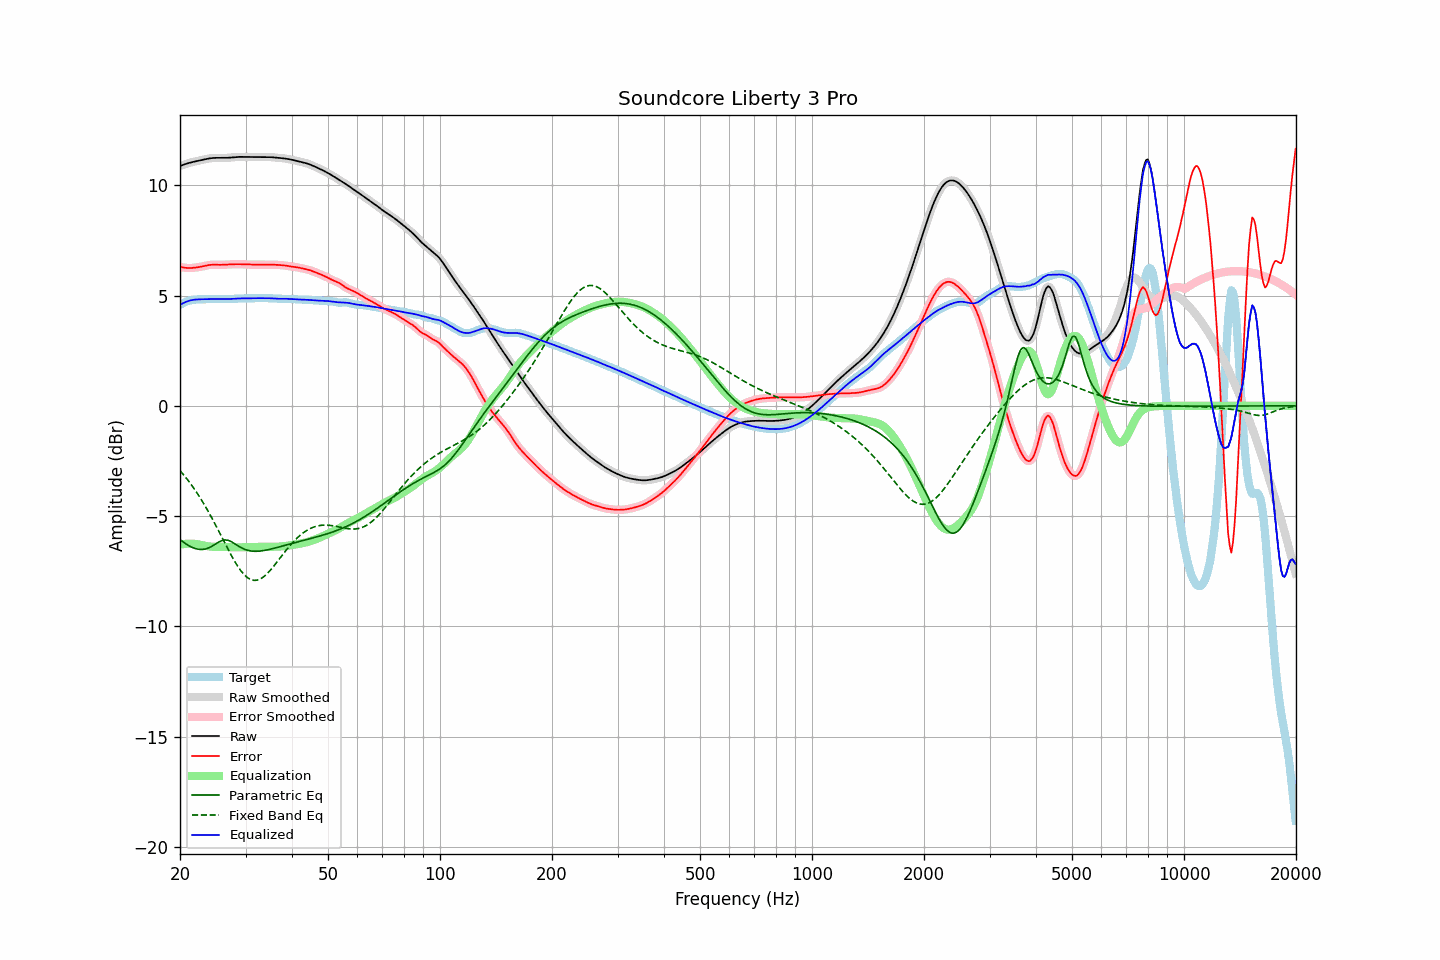 Soundcore Liberty 3 Pro
Amplitude (dBr)
10
5
0
−5
−10
−15
−20
Target
Raw Smoothed
Error Smoothed
Raw
Error
Equalization
Parametric Eq
Fixed Band Eq
Equalized
20 50 100 200 500 1000 2000 5000 10000 20000
Frequency (Hz)